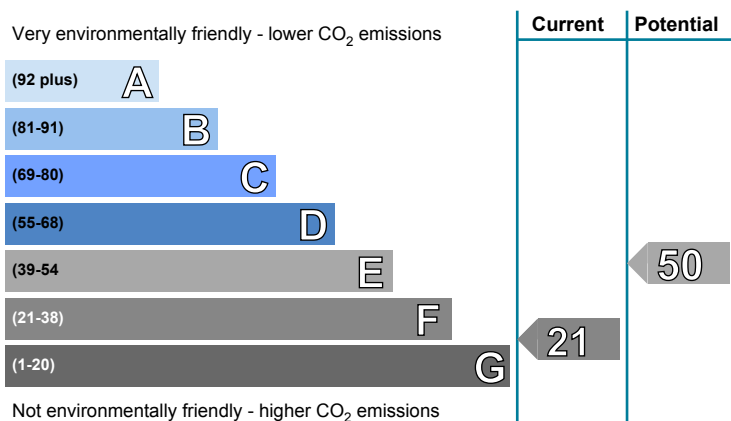 Very environmentally friendly - lower CO2 emissions
Current
Potential
(92 plus) A
(81-91) B
(69-80) C
(55-68) D
(39-54 E
50
(21-38) F
21
(1-20) G
Not environmentally friendly - higher CO2 emissions